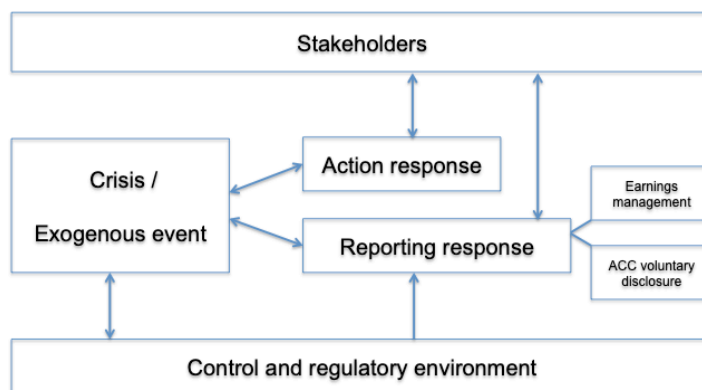 Stakeholders
Crisis /
Exogenous event
Action response
Reporting response
Earnings
management
ACC voluntary
disclosure
Control and regulatory environment